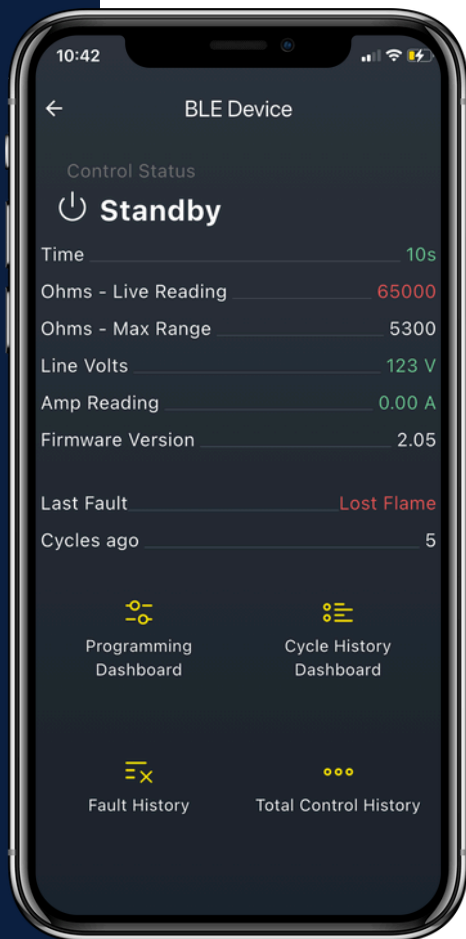 10:42
BLE Device
Control Status
Standby
Time 10s
Ohms - Live Reading 65000
Ohms - Max Range 5300
Line Volts 123 V
Amp Reading 0.00 A
Firmware Version 2.05
Last Fault Lost Flame
Cycles ago 5
Programming
Dashboard
Cycle History
Dashboard
Fault History
Total Control History